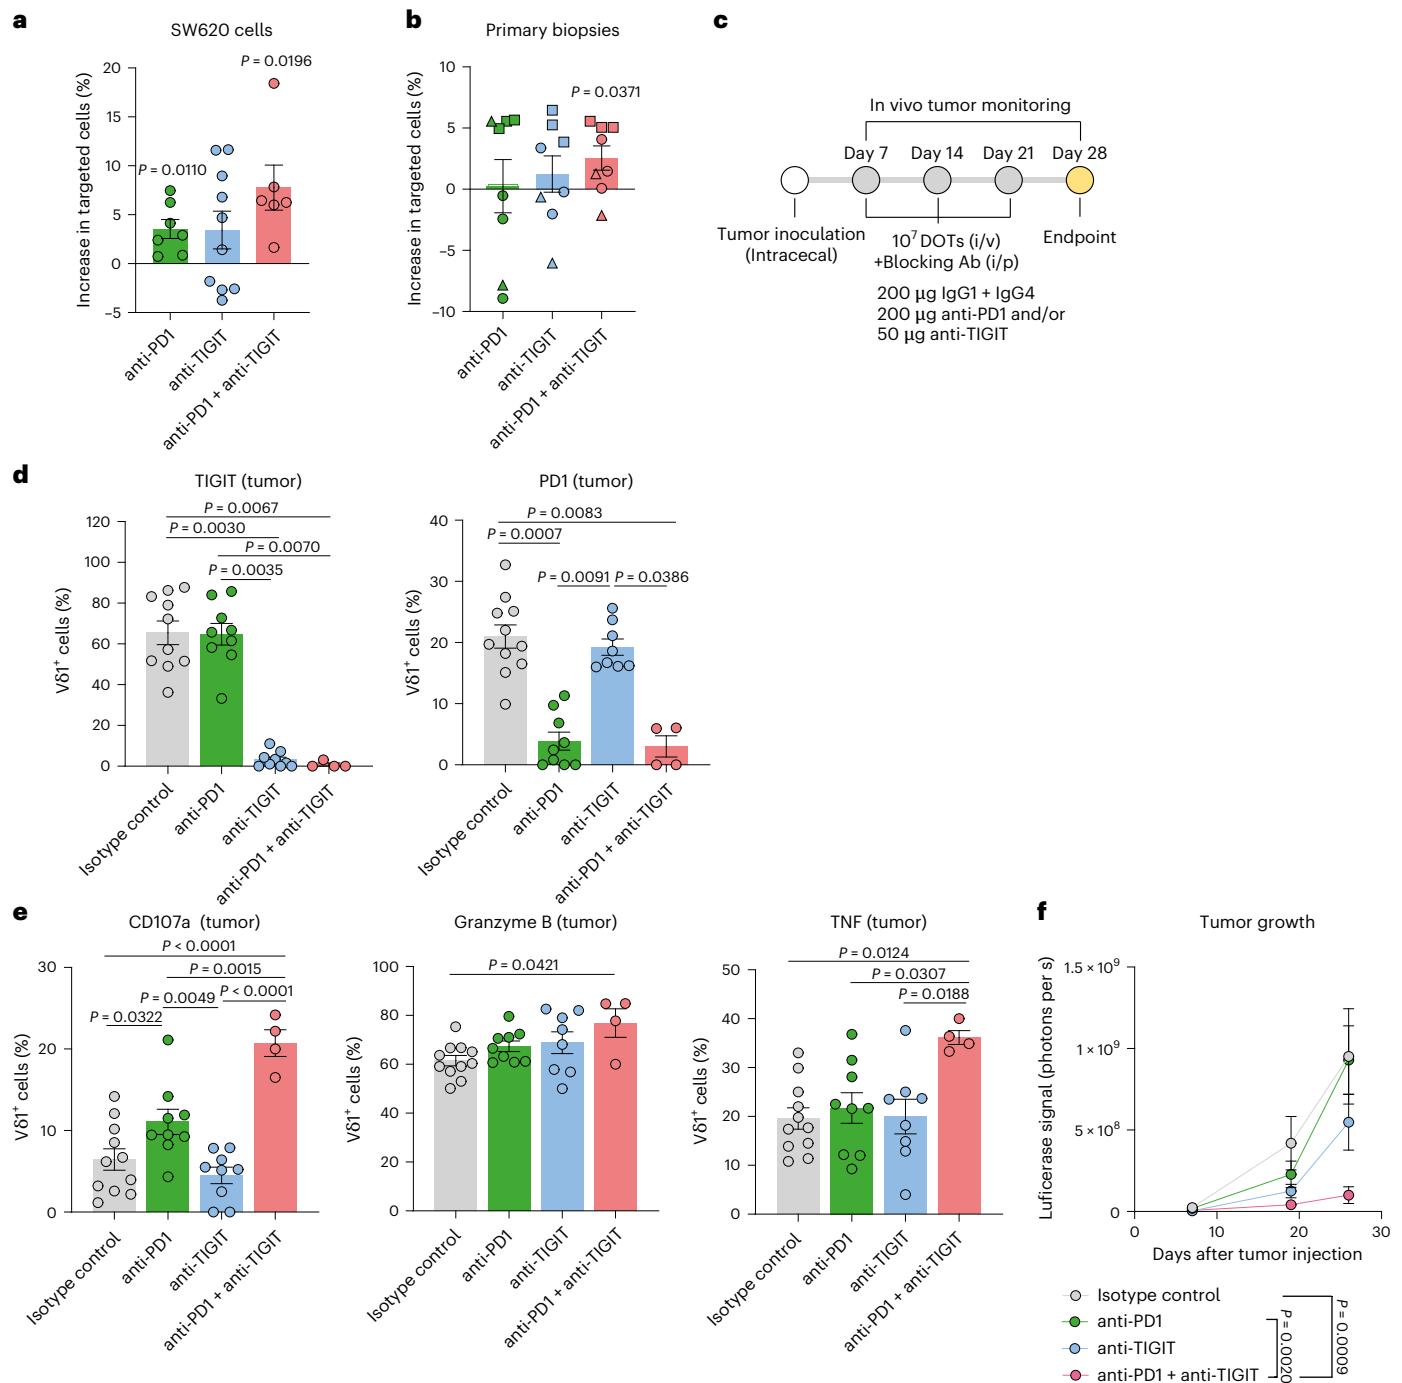 a
SW620 cells
Increase in targeted cells (%)
20
15
10
5
0
–5
P = 0.0110
P = 0.0196
anti-PD1
anti-TIGIT
anti-PD1 + anti-TIGIT
b
Primary biopsies
Increase in targeted cells (%)
10
5
0
–5
–10
P = 0.0371
anti-PD1
anti-TIGIT
anti-PD1 + anti-TIGIT
c
In vivo tumor monitoring
Day 7 Day 14 Day 21 Day 28
Tumor inoculation
(Intracecal)
10⁷ DOTs (i/v)
+Blocking Ab (i/p)
Endpoint
200 µg IgG1 + IgG4
200 µg anti-PD1 and/or
50 µg anti-TIGIT
d
TIGIT (tumor)
P = 0.0067
P = 0.0030
P = 0.0070
P = 0.0035
Vδ1⁺ cells (%)
120
100
80
60
40
20
0
Isotype control
anti-PD1
anti-TIGIT
anti-PD1 + anti-TIGIT
PD1 (tumor)
P = 0.0083
P = 0.0007
P = 0.0091 P = 0.0386
Vδ1⁺ cells (%)
40
30
20
10
0
Isotype control
anti-PD1
anti-TIGIT
anti-PD1 + anti-TIGIT
e
CD107a (tumor)
P < 0.0001
P = 0.0015
P = 0.0049 P < 0.0001
P = 0.0322
Vδ1⁺ cells (%)
30
20
10
0
Isotype control
anti-PD1
anti-TIGIT
anti-PD1 + anti-TIGIT
Granzyme B (tumor)
P = 0.0421
Vδ1⁺ cells (%)
100
80
60
40
20
0
Isotype control
anti-PD1
anti-TIGIT
anti-PD1 + anti-TIGIT
TNF (tumor)
P = 0.0124
P = 0.0307
P = 0.0188
Vδ1⁺ cells (%)
50
40
30
20
10
0
Isotype control
anti-PD1
anti-TIGIT
anti-PD1 + anti-TIGIT
f
Tumor growth
Luficerase signal (photons per s)
1.5 × 10⁹
1 × 10⁹
5 × 10⁸
0
0 10 20 30
Days after tumor injection
Isotype control
anti-PD1
anti-TIGIT
anti-PD1 + anti-TIGIT
P = 0.0020
P = 0.0009